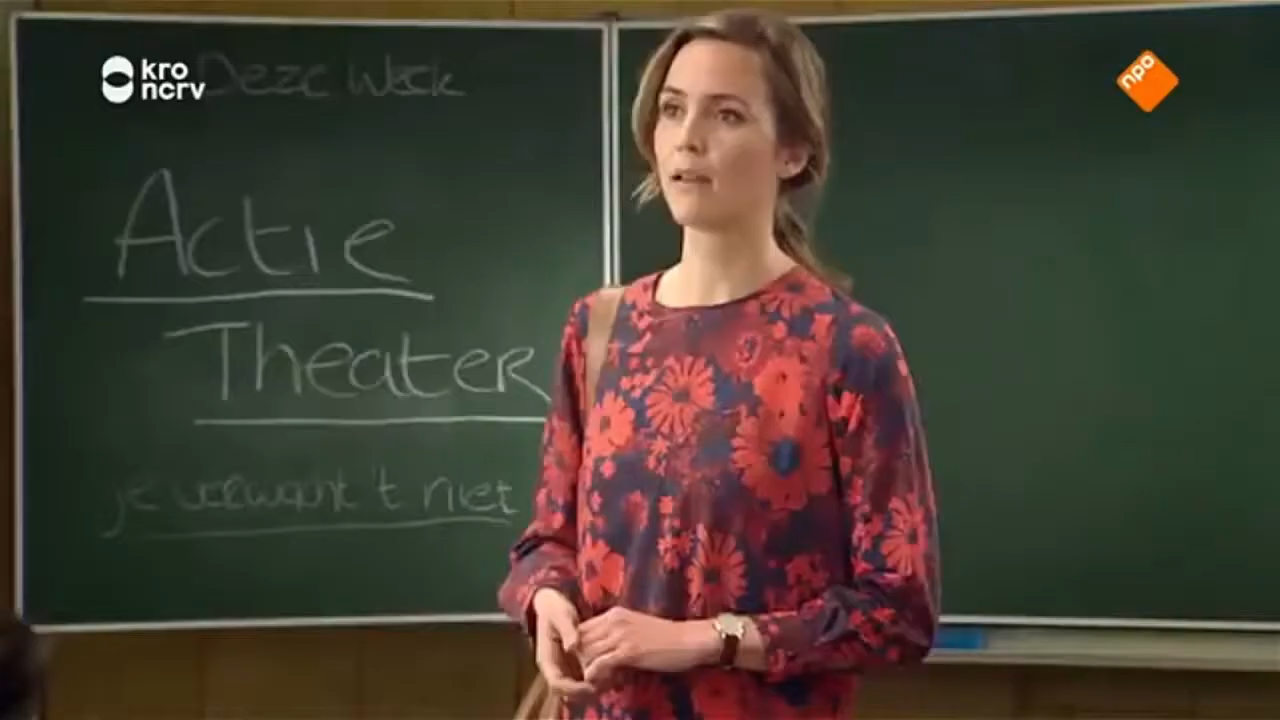 kro
ncrv
npo
Deze Week
Actie
Theater
je verwacht 't niet